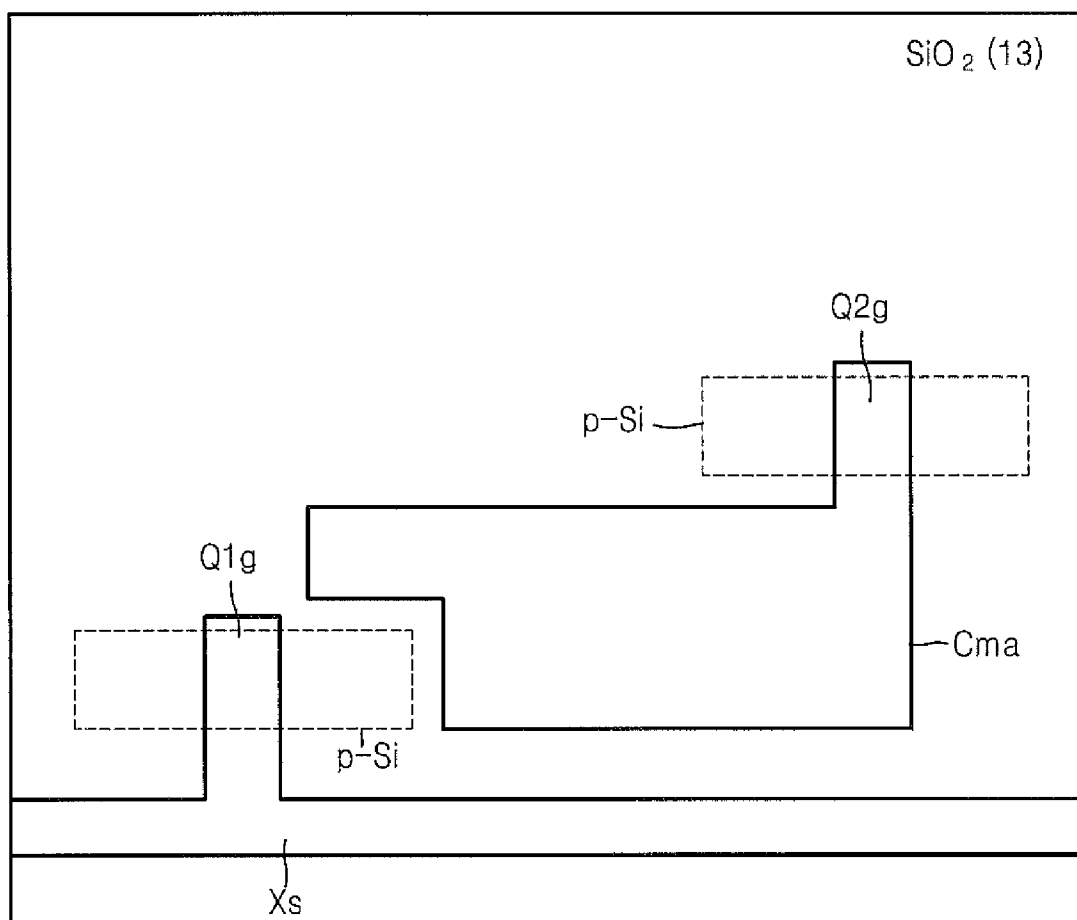 SiO₂ (13)
Q2g
p-Si
Q1g
Cma
p-Si
Xs